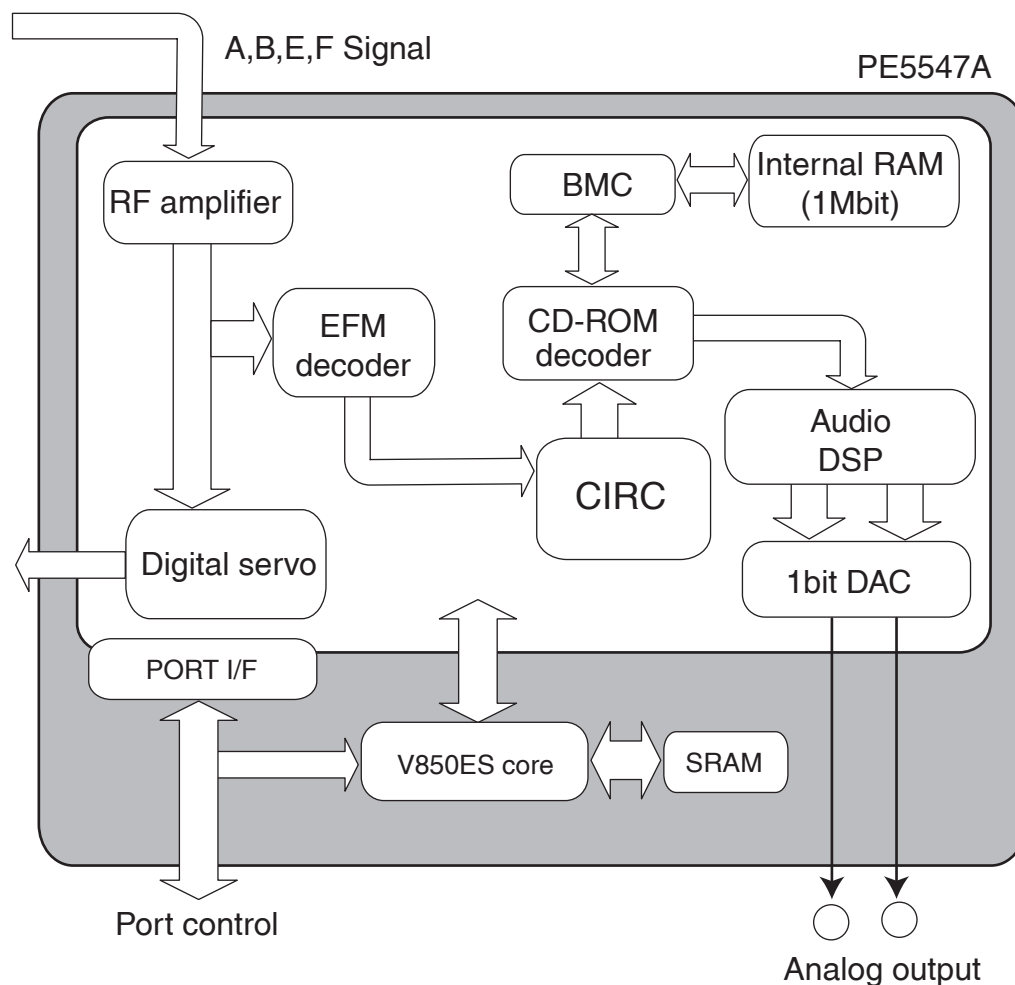 A,B,E,F Signal
PE5547A
RF amplifier
BMC
Internal RAM
(1Mbit)
EFM
decoder
CD-ROM
decoder
Audio
DSP
CIRC
Digital servo
1bit DAC
PORT I/F
V850ES core
SRAM
Port control
Analog output